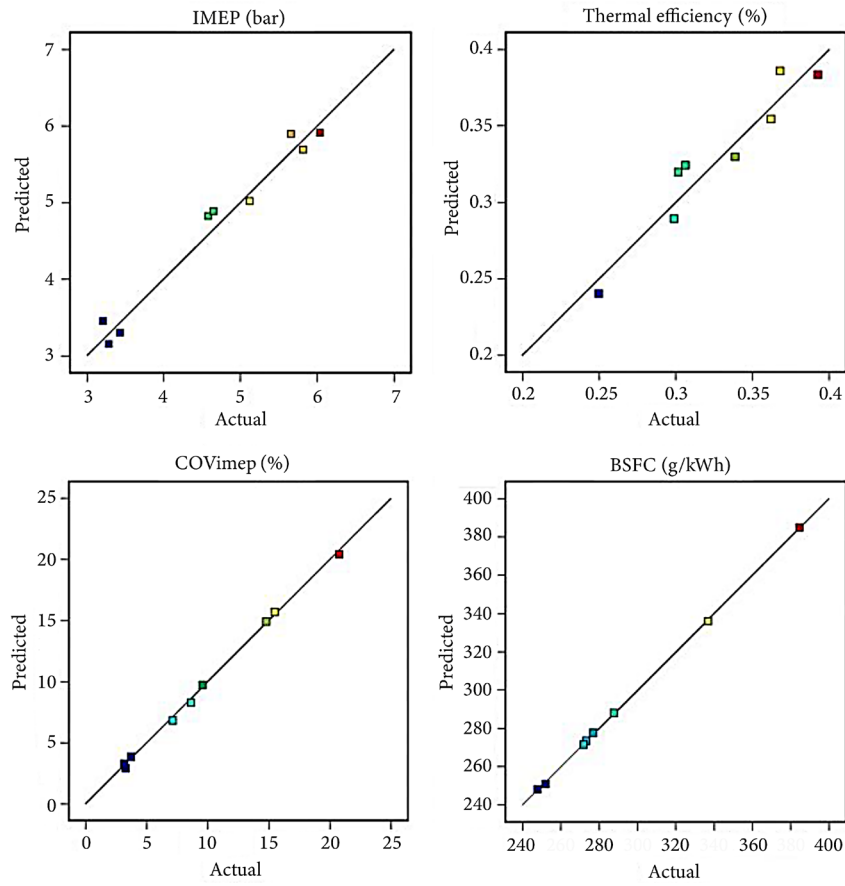 IMEP (bar)
7
6
5
4
3
Predicted
3 4 5 6 7
Actual
Thermal efficiency (%)
0.4
0.35
0.3
0.25
0.2
Predicted
0.2 0.25 0.3 0.35 0.4
Actual
COVimep (%)
25
20
15
10
5
0
Predicted
0 5 10 15 20 25
Actual
BSFC (g/kWh)
400
380
360
340
320
300
280
260
240
Predicted
240 260 280 300 320 340 360 380 400
Actual